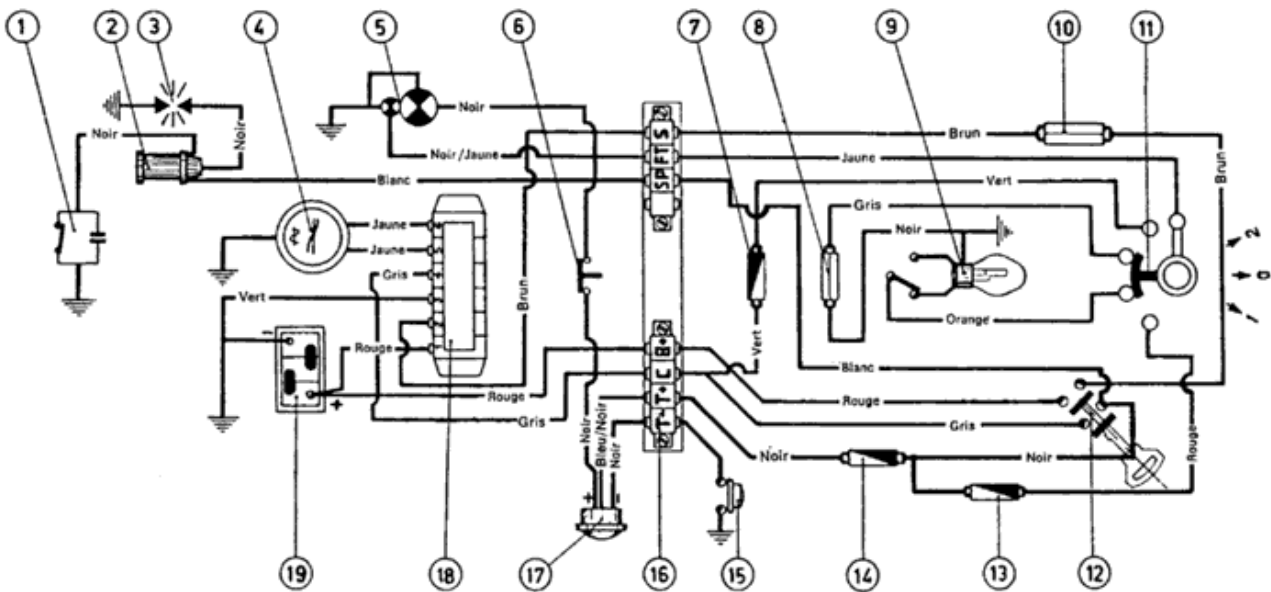 1 2 3 4 5 6 7 8 9 10 11
Noir
Noir
Noir
Noir/Jaune
Blanc
Jaune
Jaune
Gris
Vert
Rouge
Rouge
Gris
Brun
Noir
Bleu/Noir
Noir
- +
+ -
S
FT
SP
B+
C
T+
T-
Brun
Jaune
Vert
Gris
Noir
Orange
Vert
Blanc
Rouge
Gris
Noir
Noir
Brun
Rouge
2
0
1
19 18 17 16 15 14 13 12